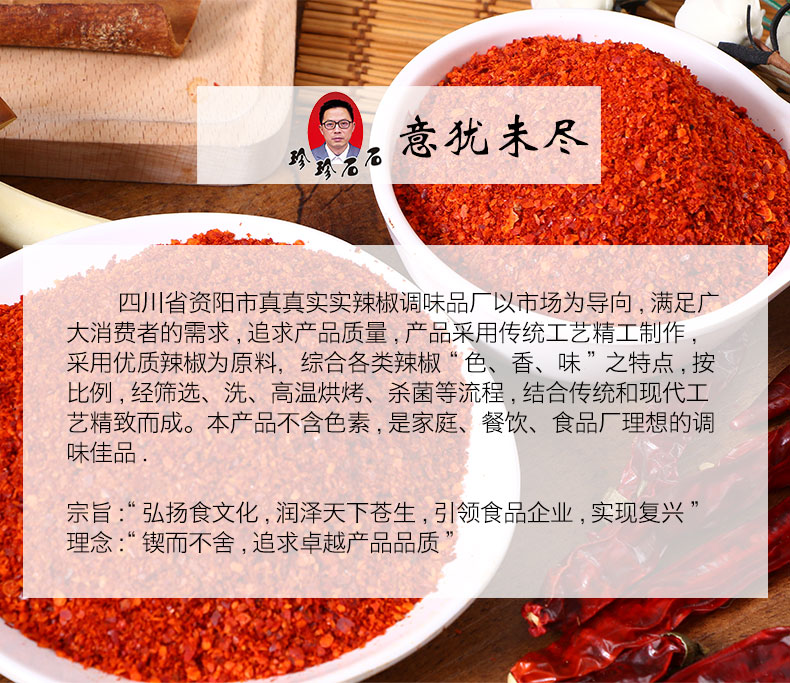 珍珍石石
意犹未尽
四川省资阳市真真实实辣椒调味品厂以市场为导向,满足广
大消费者的需求,追求产品质量,产品采用传统工艺精工制作,
采用优质辣椒为原料, 综合各类辣椒“色、香、味”之特点,按
比例,经筛选、洗、高温烘烤、杀菌等流程,结合传统和现代工
艺精致而成。本产品不含色素,是家庭、餐饮、食品厂理想的调
味佳品.
宗旨:“弘扬食文化,润泽天下苍生,引领食品企业,实现复兴”
理念:“锲而不舍,追求卓越产品品质”